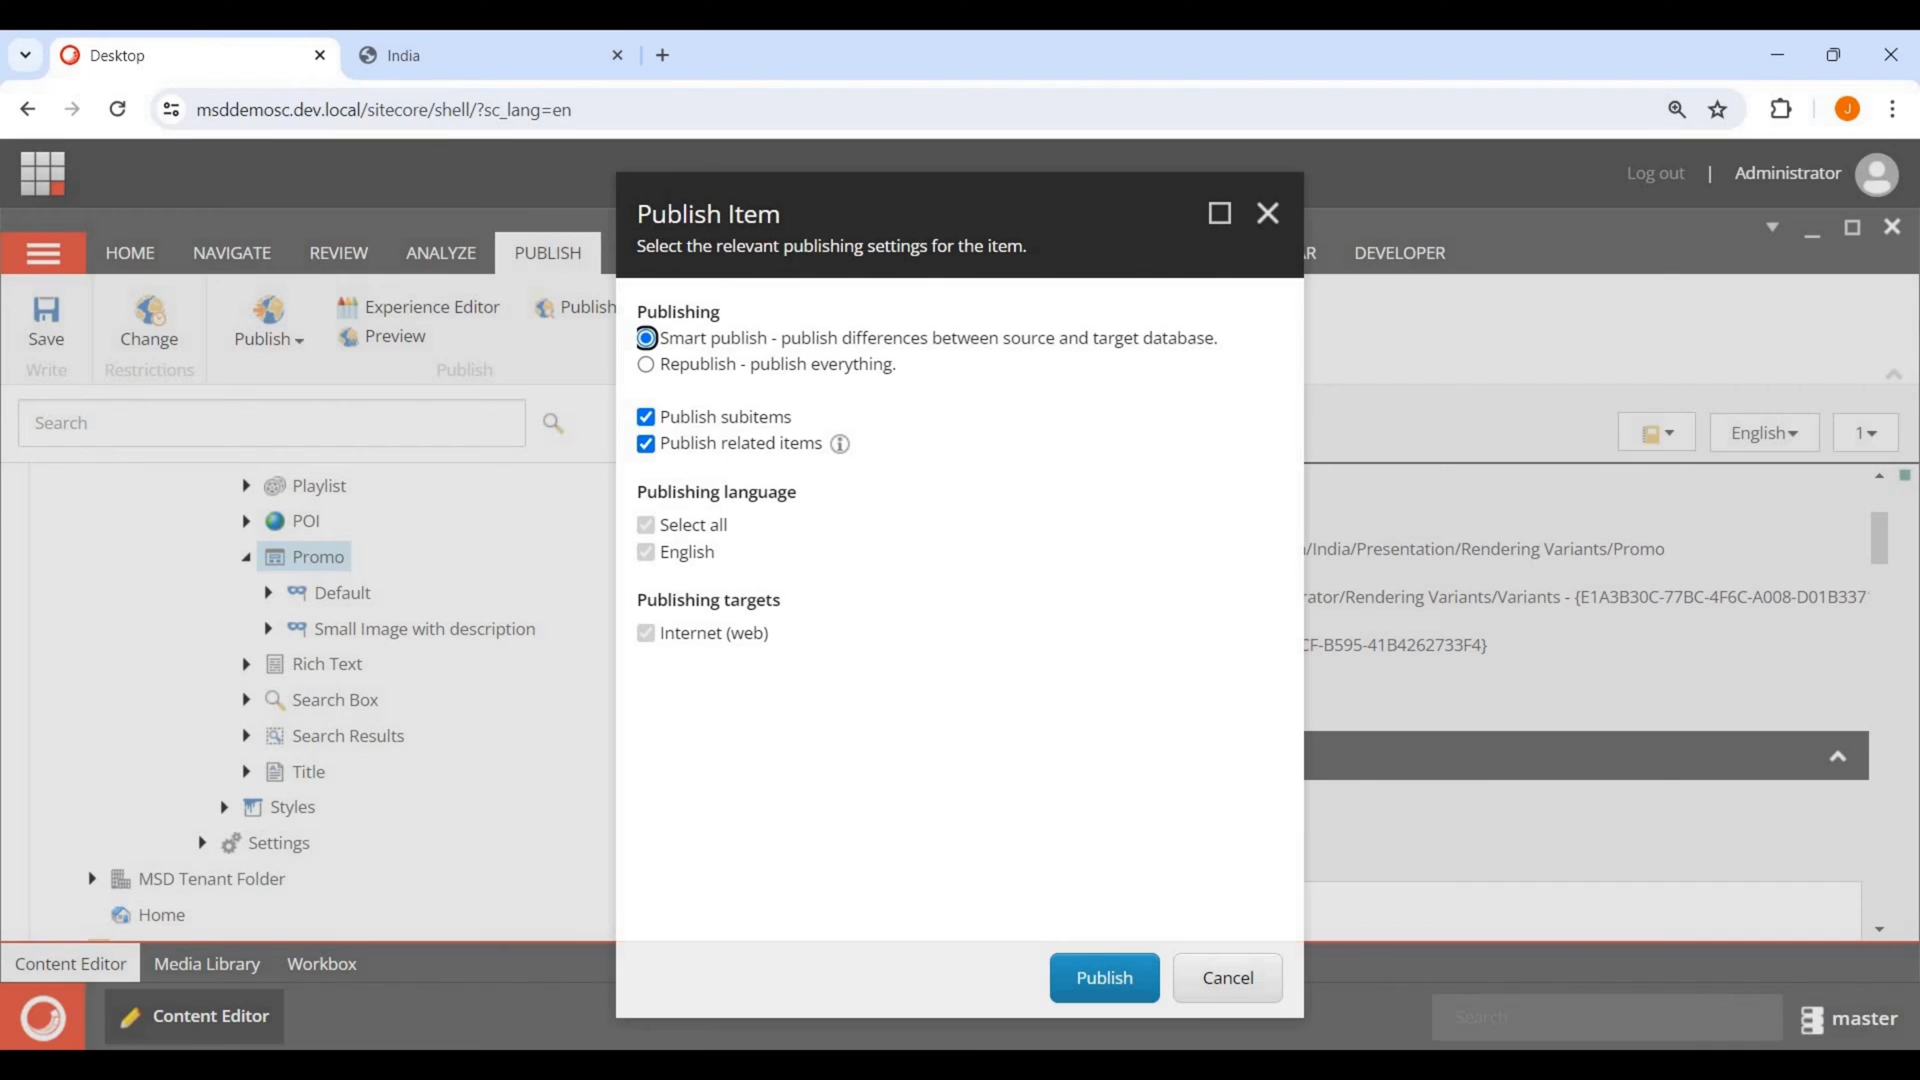 Desktop
India
msddemosc.dev.local/sitecore/shell/?sc_lang=en
J
Log out | Administrator
HOME NAVIGATE REVIEW ANALYZE PUBLISH
R DEVELOPER
Save
Write
Change
Restrictions
Publish
Experience Editor
Preview
Publish
Publish
Search
English
1
Playlist
POI
Promo
Default
Small Image with description
Rich Text
Search Box
Search Results
Title
Styles
Settings
MSD Tenant Folder
Home
Publish Item
Select the relevant publishing settings for the item.
Publishing
Smart publish - publish differences between source and target database.
Republish - publish everything.
Publish subitems
Publish related items
Publishing language
Select all
English
Publishing targets
Internet (web)
Publish
Cancel
/India/Presentation/Rendering Variants/Promo
ator/Rendering Variants/Variants - {E1A3B30C-77BC-4F6C-A008-D01B337
CF-B595-41B4262733F4}
Content Editor Media Library Workbox
Content Editor
Search
master